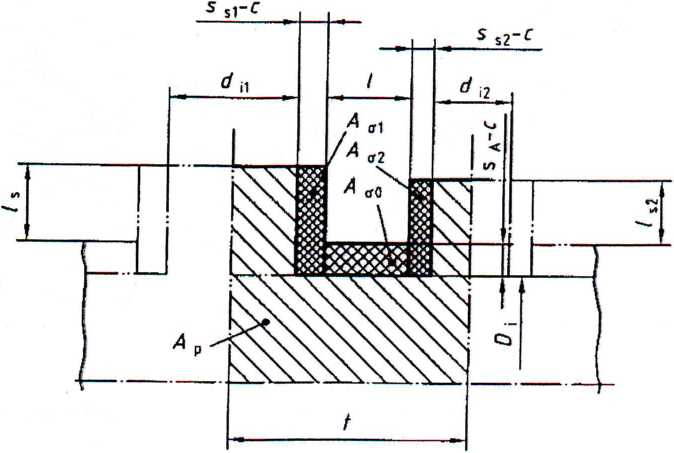 s s1-c
s s2-c
d i1
l
d i2
A σ1
A σ2
A σ0
s A-c
l s
l s2
A p
D i
t